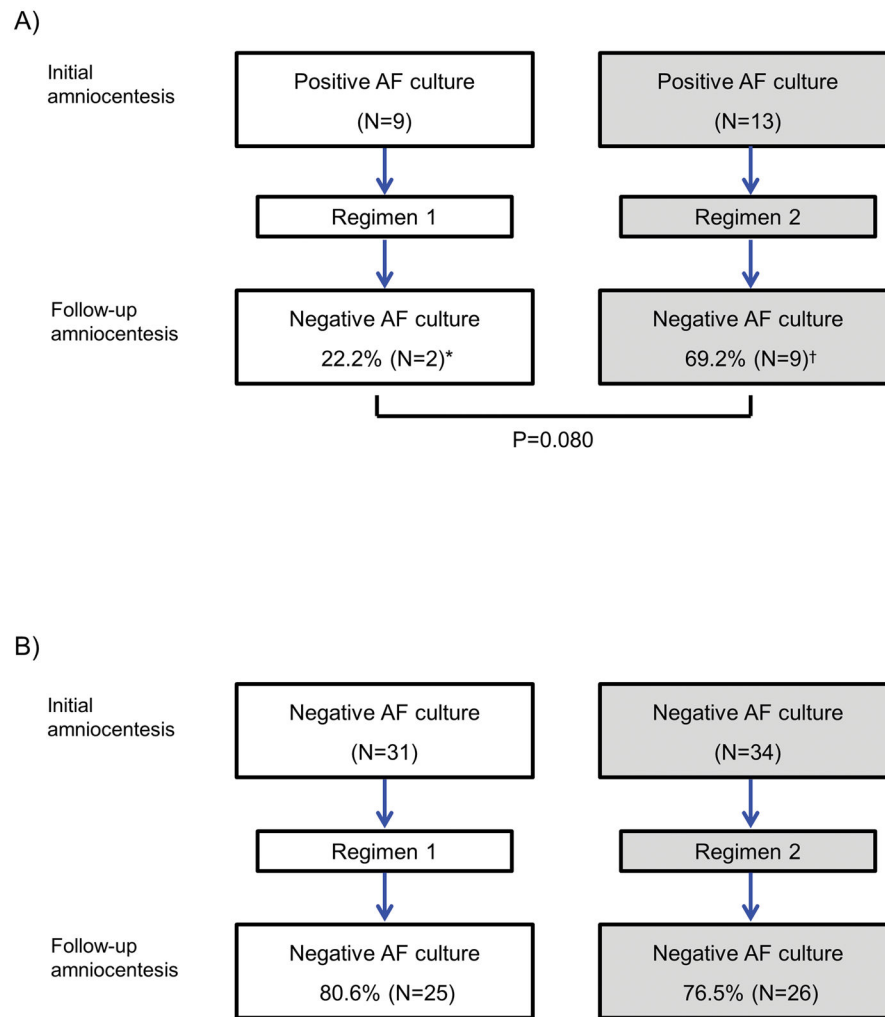 A)
Initial
amniocentesis
Positive AF culture
(N=9)
Positive AF culture
(N=13)
Regimen 1
Regimen 2
Follow-up
amniocentesis
Negative AF culture
22.2% (N=2)*
Negative AF culture
69.2% (N=9)†
P=0.080
B)
Initial
amniocentesis
Negative AF culture
(N=31)
Negative AF culture
(N=34)
Regimen 1
Regimen 2
Follow-up
amniocentesis
Negative AF culture
80.6% (N=25)
Negative AF culture
76.5% (N=26)